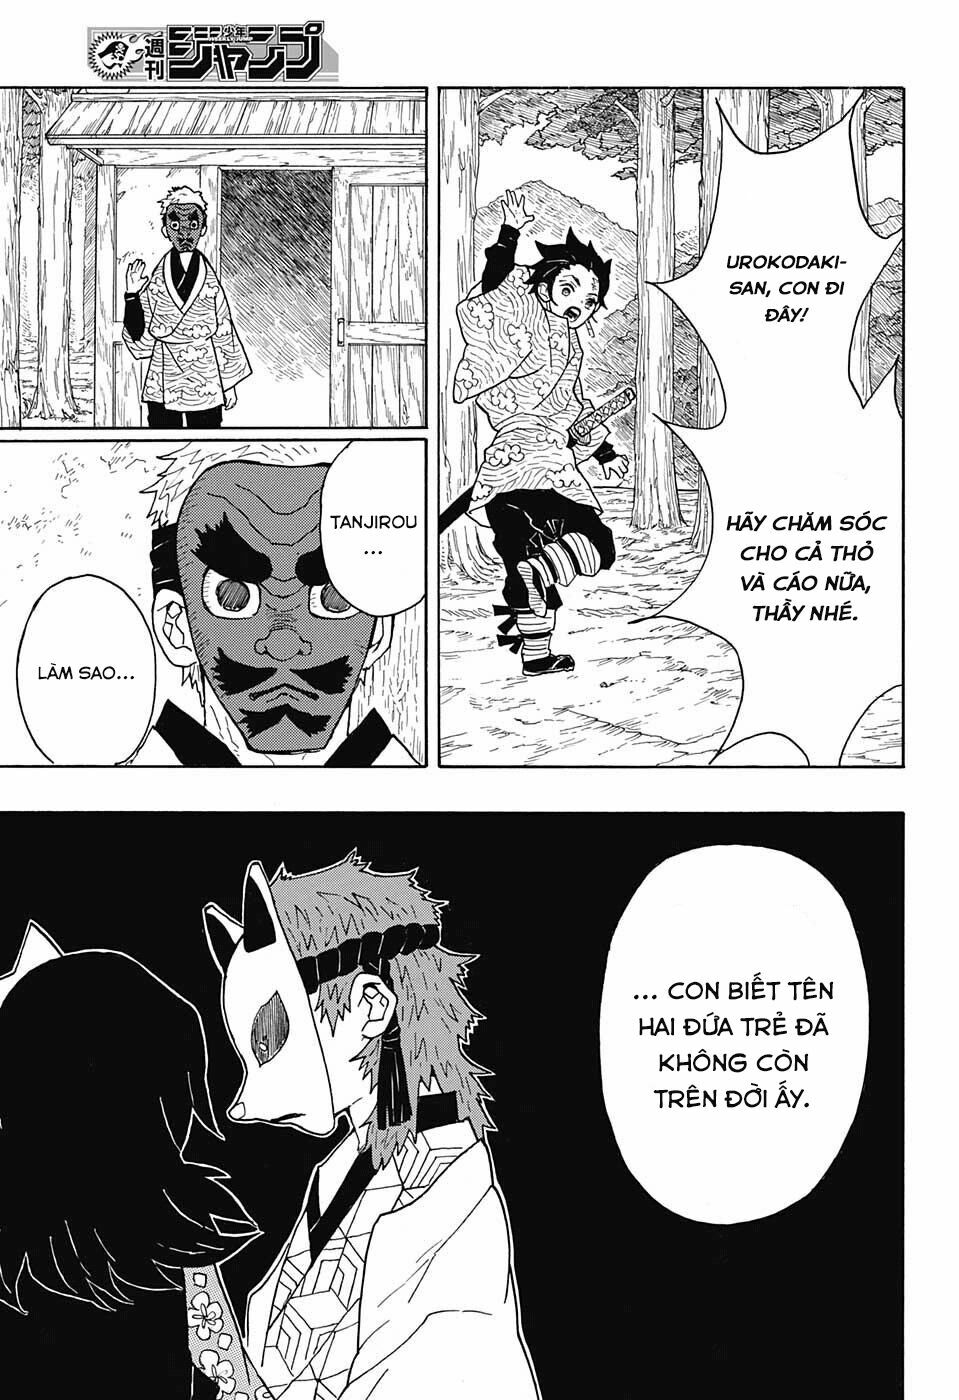 週刊
少年
WEEKLY JUMP
ジャンプ
UROKODAKI-
SAN, CON ĐI
ĐÂY!
HÃY CHĂM SÓC
CHO CẢ THỎ
VÀ CÁO NỮA,
THẦY NHÉ.
TANJIROU
...
LÀM SAO...
... CON BIẾT TÊN
HAI ĐỨA TRẺ ĐÃ
KHÔNG CÒN
TRÊN ĐỜI ẤY.